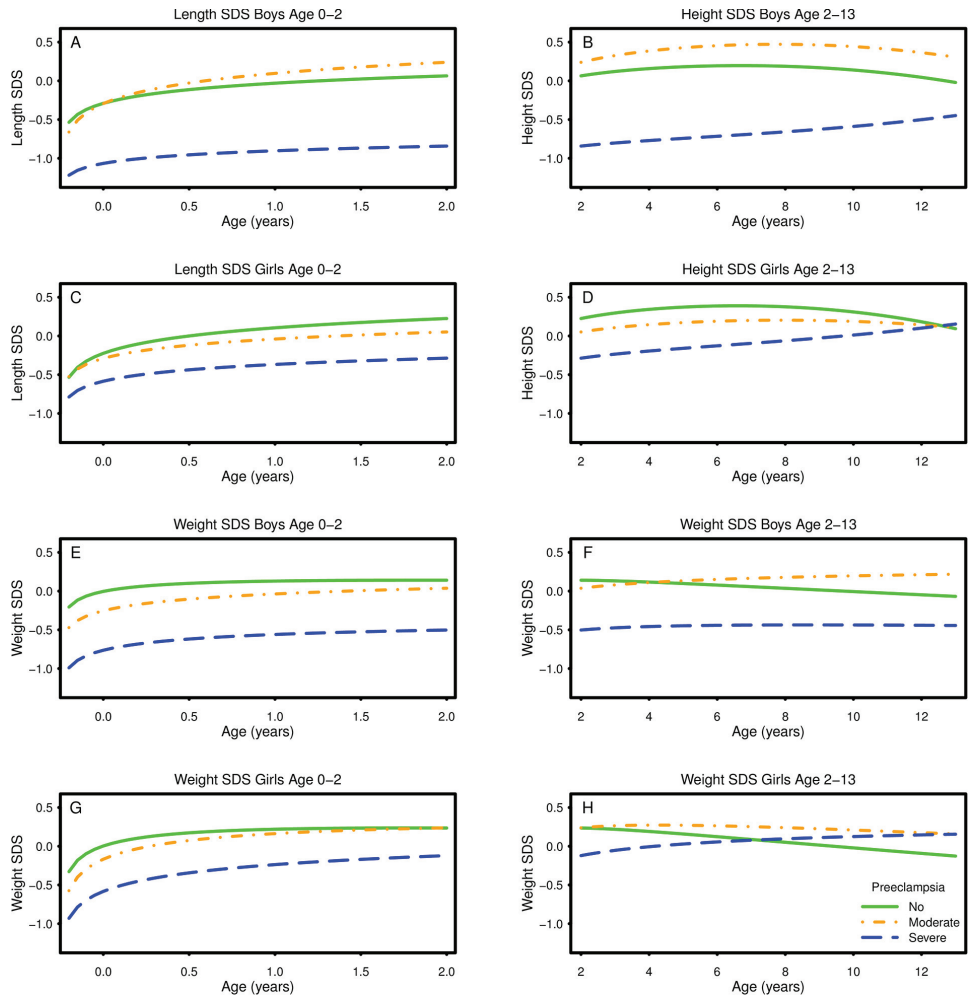 Length SDS Boys Age 0−2
A
0.5
0.0
−0.5
−1.0
Length SDS
0.0 0.5 1.0 1.5 2.0
Age (years)
Height SDS Boys Age 2−13
B
0.5
0.0
−0.5
−1.0
Height SDS
2 4 6 8 10 12
Age (years)
Length SDS Girls Age 0−2
C
0.5
0.0
−0.5
−1.0
Length SDS
0.0 0.5 1.0 1.5 2.0
Age (years)
Height SDS Girls Age 2−13
D
0.5
0.0
−0.5
−1.0
Height SDS
2 4 6 8 10 12
Age (years)
Weight SDS Boys Age 0−2
E
0.5
0.0
−0.5
−1.0
Weight SDS
0.0 0.5 1.0 1.5 2.0
Age (years)
Weight SDS Boys Age 2−13
F
0.5
0.0
−0.5
−1.0
Weight SDS
2 4 6 8 10 12
Age (years)
Weight SDS Girls Age 0−2
G
0.5
0.0
−0.5
−1.0
Weight SDS
0.0 0.5 1.0 1.5 2.0
Age (years)
Weight SDS Girls Age 2−13
H
0.5
0.0
−0.5
−1.0
Weight SDS
Preeclampsia
No
Moderate
Severe
2 4 6 8 10 12
Age (years)